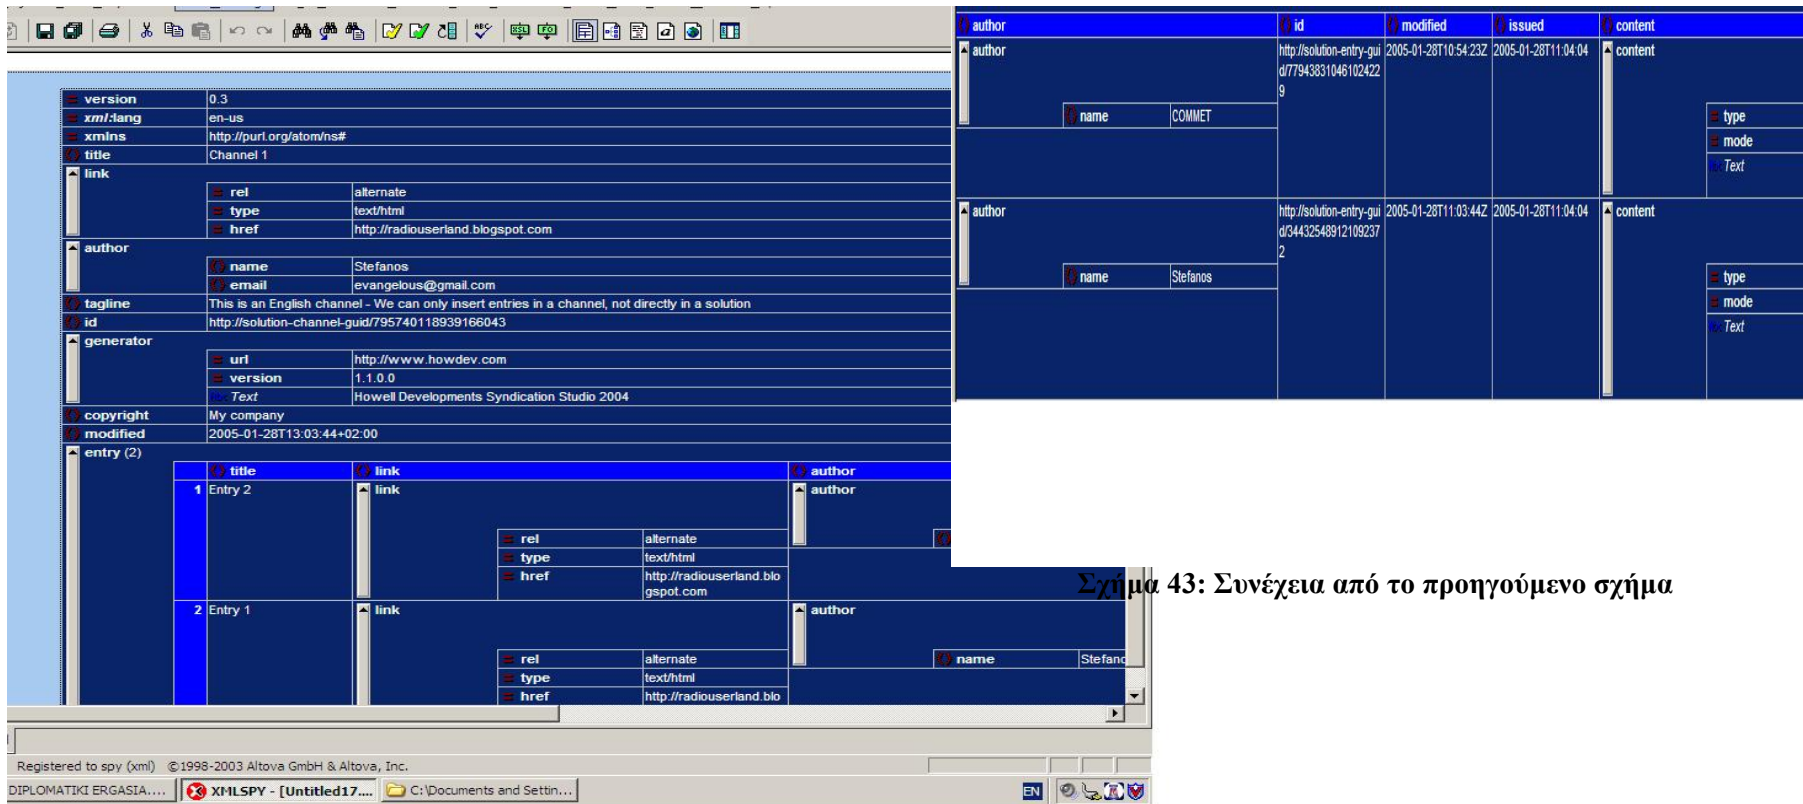 version 0.3
xml:lang en-us
xmlns http://purl.org/atom/ns#
title Channel 1
link
rel alternate
type text/html
href http://radiouserland.blogspot.com
author
name Stefanos
email evangelous@gmail.com
tagline This is an English channel - We can only insert entries in a channel, not directly in a solution
id http://solution-channel-guid/795740118939166043
generator
url http://www.howdev.com
version 1.1.0.0
Text Howell Developments Syndication Studio 2004
copyright My company
modified 2005-01-28T13:03:44+02:00
entry (2)
title link author
1 Entry 2 link author
rel alternate
type text/html
href http://radiouserland.blo
gspot.com
2 Entry 1 link author
rel alternate name Stefano
type text/html
href http://radiouserland.blo
Registered to spy (xml) ©1998-2003 Altova GmbH & Altova, Inc.
DIPLOMATIKI ERGASIA.... XMLSPY - [Untitled17.... C:\Documents and Settin... EN
author id modified issued content
author http://solution-entry-gui 2005-01-28T10:54:23Z 2005-01-28T11:04:04 content
d/77943831046102422
9
name COMMET type
mode
Text
author http://solution-entry-gui 2005-01-28T11:03:44Z 2005-01-28T11:04:04 content
d/34432548912109237
2
name Stefanos type
mode
Text
Σχήμα 43: Συνέχεια από το προηγούμενο σχήμα